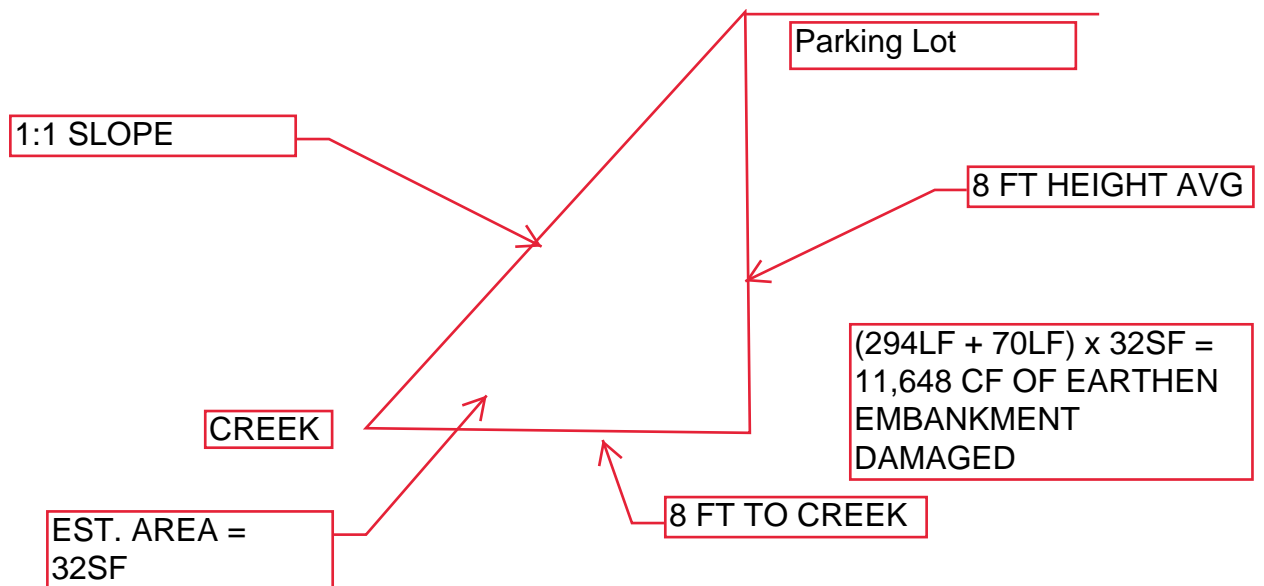 Parking Lot
1:1 SLOPE
8 FT HEIGHT AVG
(294LF + 70LF) x 32SF =
11,648 CF OF EARTHEN
EMBANKMENT
DAMAGED
CREEK
8 FT TO CREEK
EST. AREA =
32SF